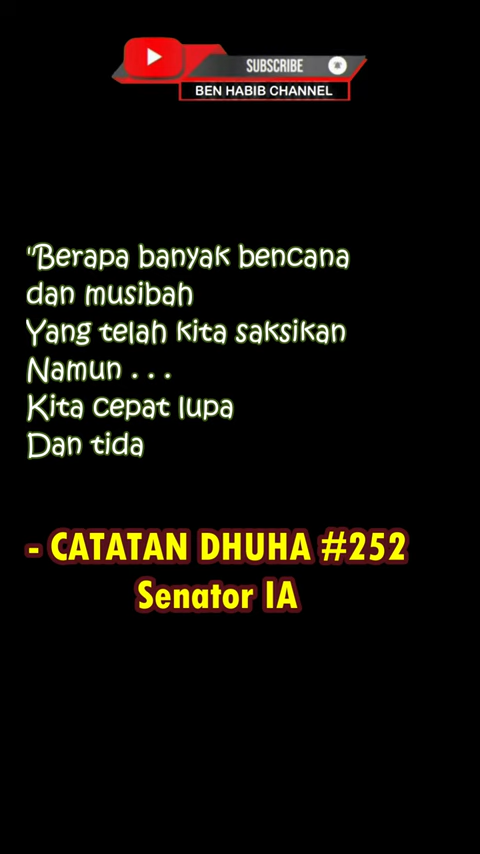 SUBSCRIBE
BEN HABIB CHANNEL
"Berapa banyak bencana
dan musibah
Yang telah kita saksikan
Namun . . .
Kita cepat lupa
Dan tida
- CATATAN DHUHA #252
Senator IA